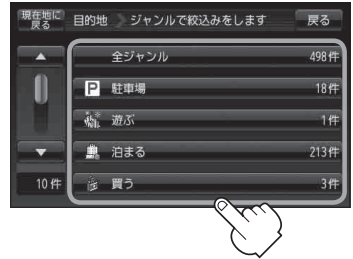 現在地に戻る 目的地 ジャンルで絞込みをします 戻る
全ジャンル 498件
P 駐車場 18件
遊ぶ 1件
泊まる 213件
10件 買う 3件